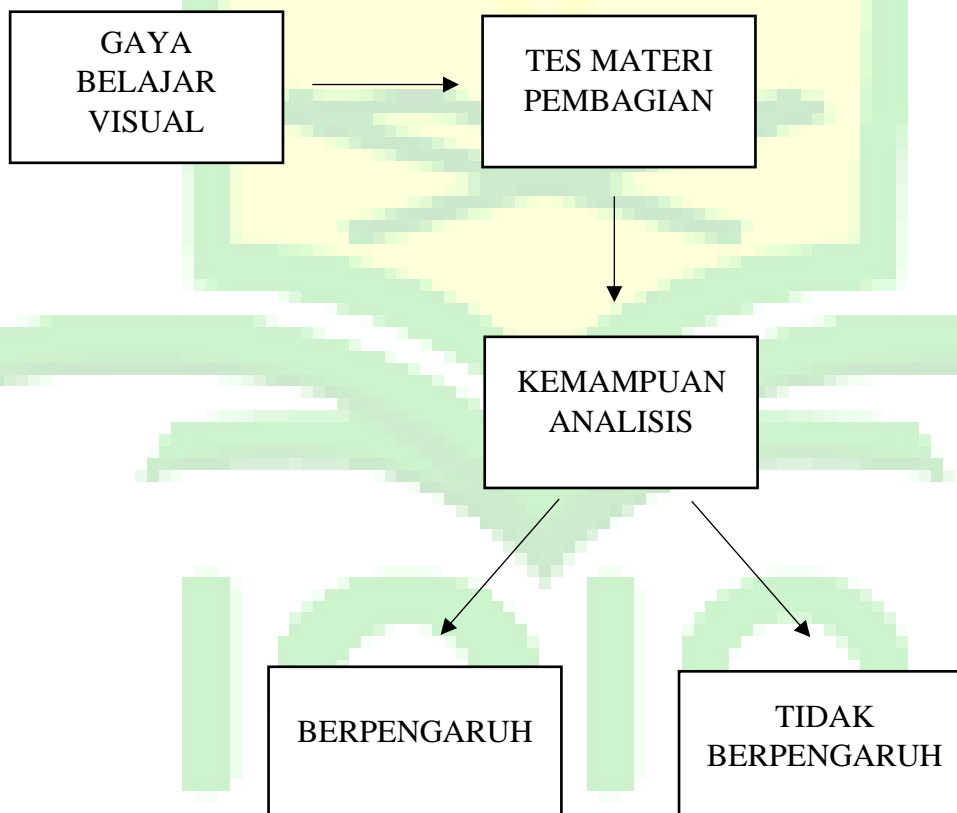 GAYA
BELAJAR
VISUAL
TES MATERI
PEMBAGIAN
KEMAMPUAN
ANALISIS
BERPENGARUH
TIDAK
BERPENGARUH